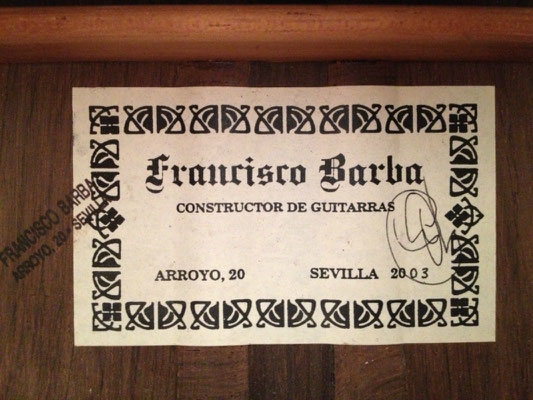 Francisco Barba
CONSTRUCTOR DE GUITARRAS
ARROYO, 20 SEVILLA 2003
FRANCISCO BARBA
ARROYO, 20 - SEVILLA